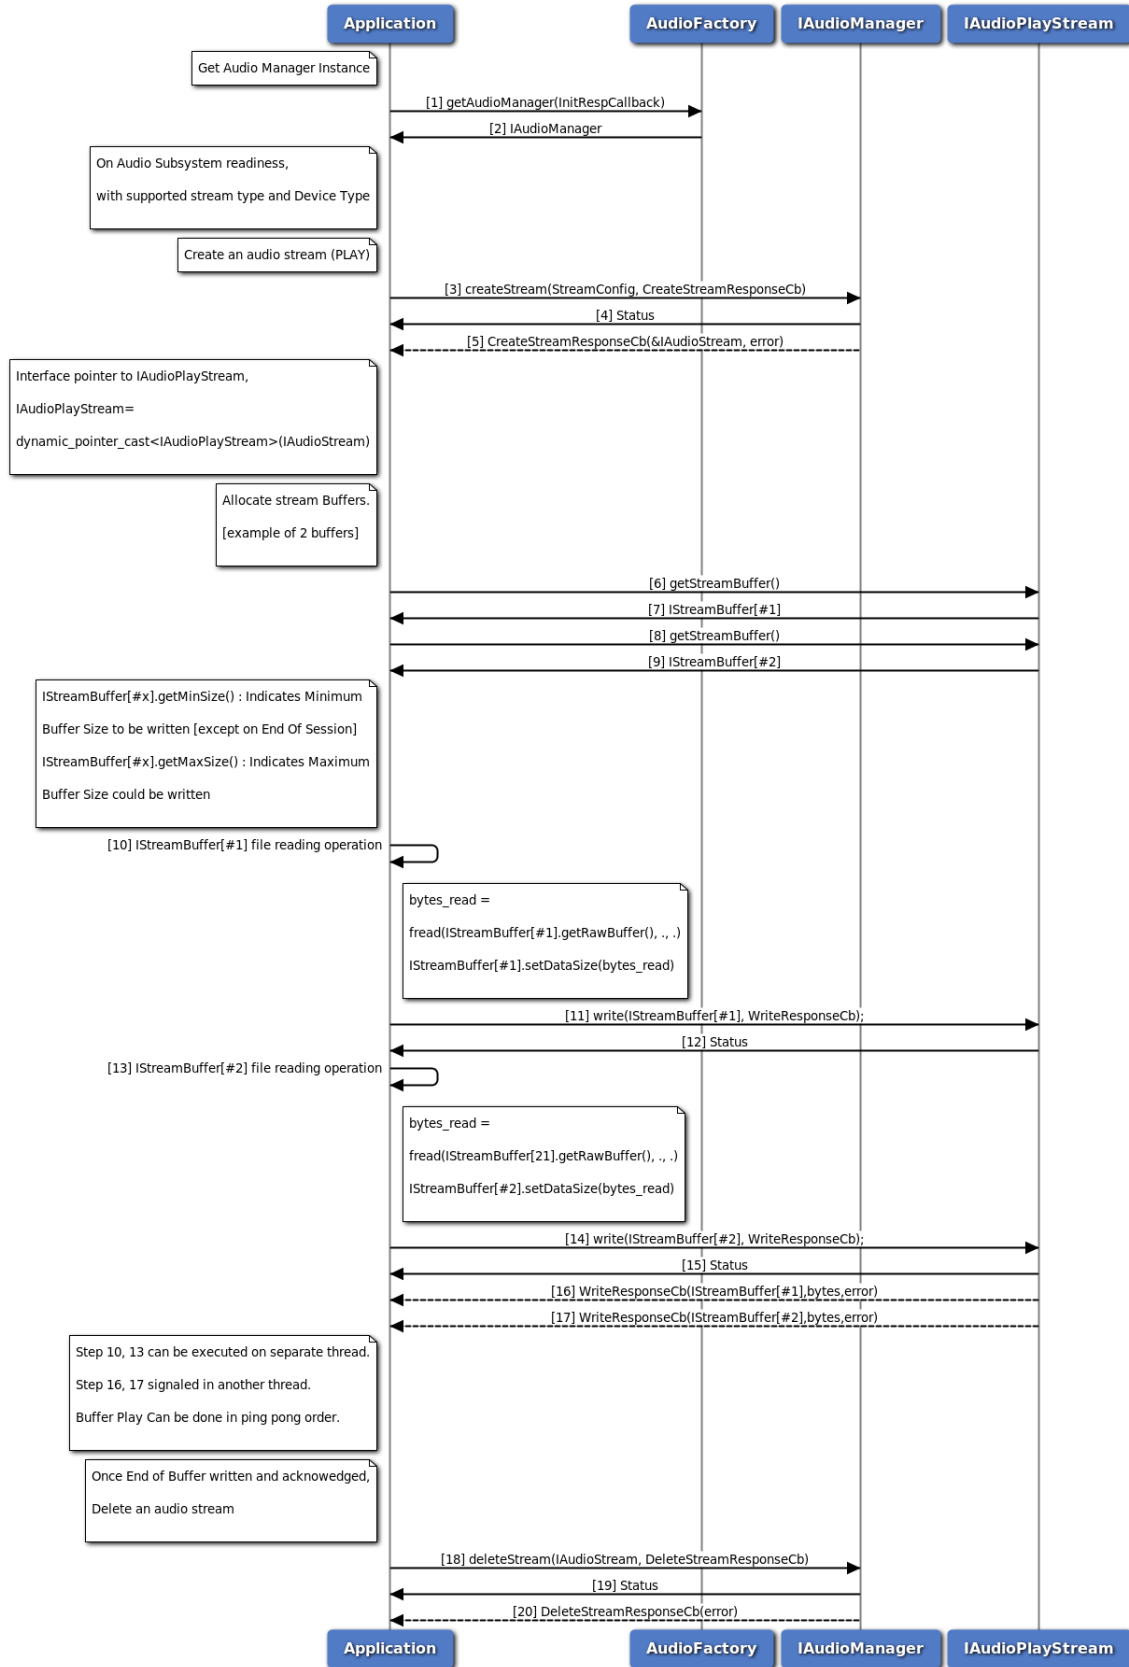 Application AudioFactory IAudioManager IAudioPlayStream
Get Audio Manager Instance
[1] getAudioManager(InitRespCallback)
[2] IAudioManager
On Audio Subsystem readiness,
with supported stream type and Device Type
Create an audio stream (PLAY)
[3] createStream(StreamConfig, CreateStreamResponseCb)
[4] Status
[5] CreateStreamResponseCb(&IAudioStream, error)
Interface pointer to IAudioPlayStream,
IAudioPlayStream=
dynamic_pointer_cast<IAudioPlayStream>(IAudioStream)
Allocate stream Buffers.
[example of 2 buffers]
[6] getStreamBuffer()
[7] IStreamBuffer[#1]
[8] getStreamBuffer()
[9] IStreamBuffer[#2]
IStreamBuffer[#x].getMinSize() : Indicates Minimum
Buffer Size to be written [except on End Of Session]
IStreamBuffer[#x].getMaxSize() : Indicates Maximum
Buffer Size could be written
[10] IStreamBuffer[#1] file reading operation
bytes_read =
fread(IStreamBuffer[#1].getRawBuffer(), ., .)
IStreamBuffer[#1].setDataSize(bytes_read)
[11] write(IStreamBuffer[#1], WriteResponseCb);
[12] Status
[13] IStreamBuffer[#2] file reading operation
bytes_read =
fread(IStreamBuffer[21].getRawBuffer(), ., .)
IStreamBuffer[#2].setDataSize(bytes_read)
[14] write(IStreamBuffer[#2], WriteResponseCb);
[15] Status
[16] WriteResponseCb(IStreamBuffer[#1],bytes,error)
[17] WriteResponseCb(IStreamBuffer[#2],bytes,error)
Step 10, 13 can be executed on separate thread.
Step 16, 17 signaled in another thread.
Buffer Play Can be done in ping pong order.
Once End of Buffer written and acknowedged,
Delete an audio stream
[18] deleteStream(IAudioStream, DeleteStreamResponseCb)
[19] Status
[20] DeleteStreamResponseCb(error)
Application AudioFactory IAudioManager IAudioPlayStream